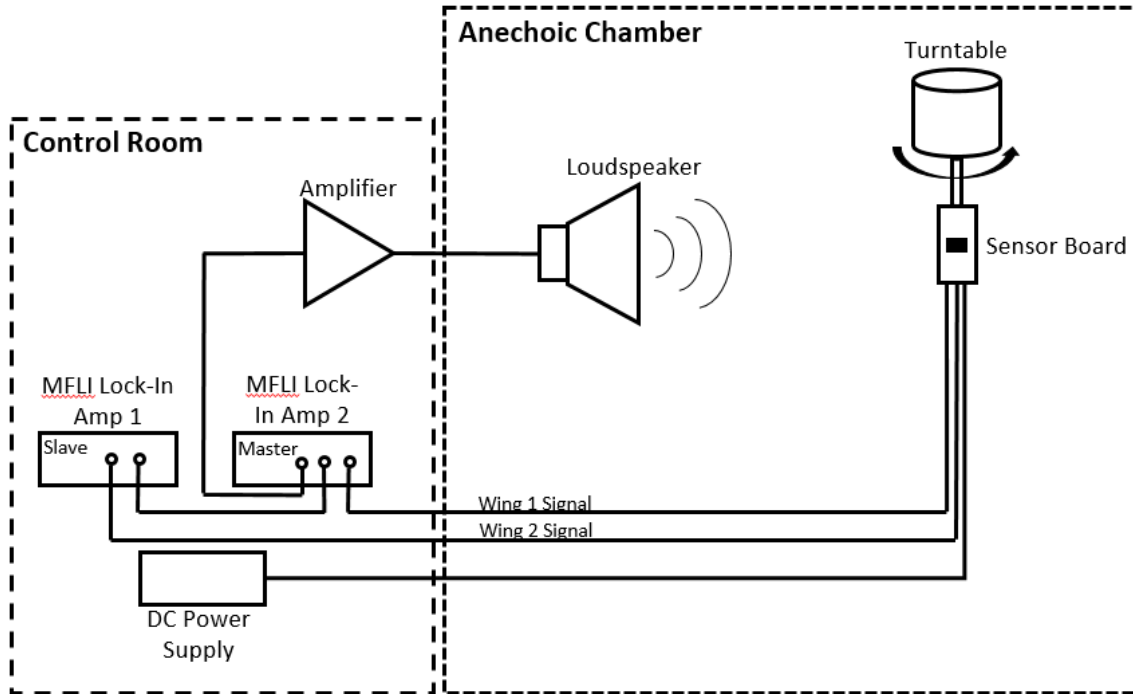 Anechoic Chamber
Turntable
Control Room
Loudspeaker
Amplifier
Sensor Board
MFLI Lock-In
Amp 1
MFLI Lock-
In Amp 2
Slave
Master
Wing 1 Signal
Wing 2 Signal
DC Power
Supply